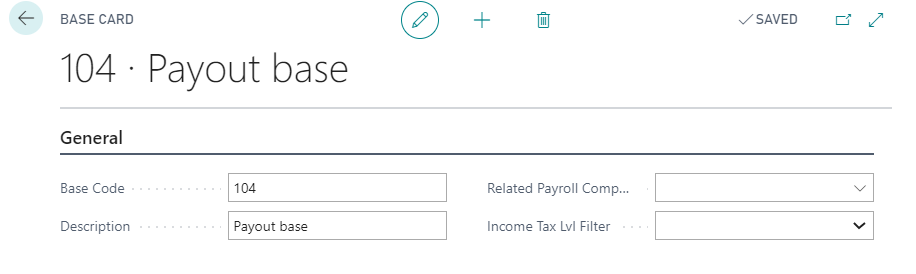 BASE CARD
SAVED
104 · Payout base
General
Base Code 104
Related Payroll Comp...
Description Payout base
Income Tax Lvl Filter